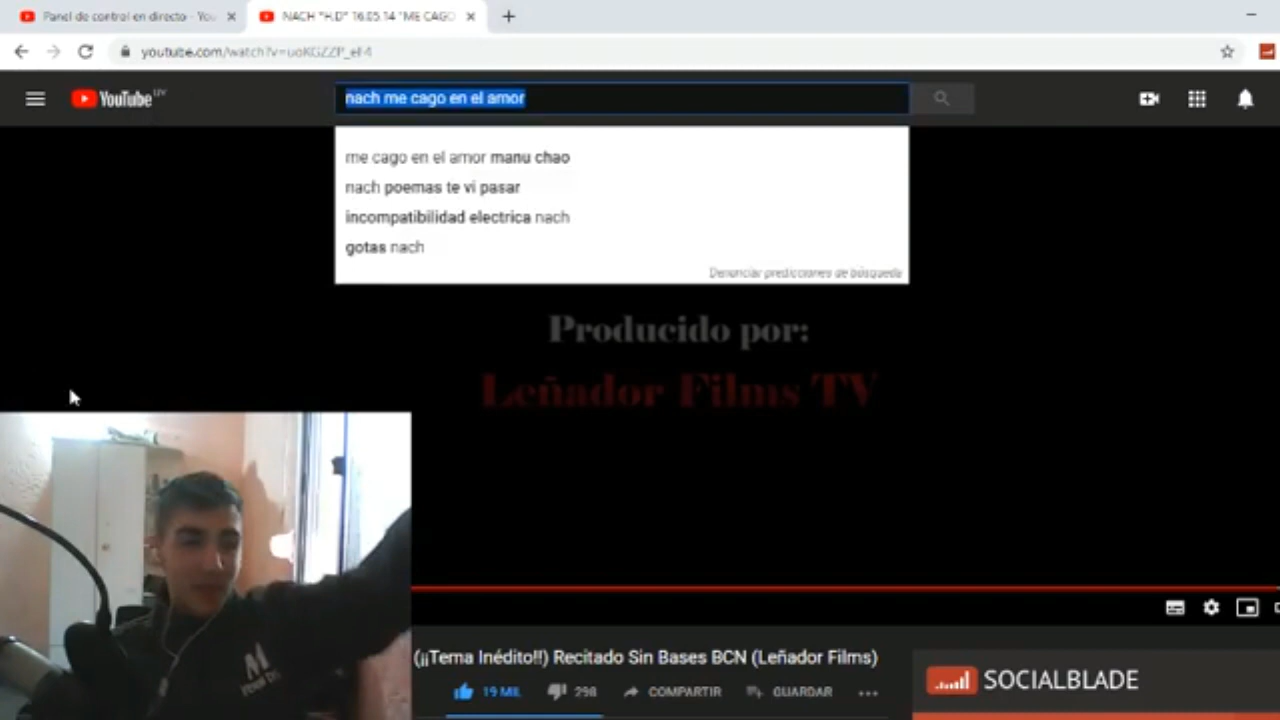 Panel de control en directo - You
NACH "H.D" 16.05.14 "ME CAGO
YouTube UY
nach me cago en el amor
me cago en el amor manu chao
nach poemas te vi pasar
incompatibilidad electrica nach
gotas nach
Denunciar predicciones de búsqueda
Producido por:
Leñador Films TV
(¡¡Tema Inédito!!) Recitado Sin Bases BCN (Leñador Films)
19 MIL 298 COMPARTIR GUARDAR
SOCIALBLADE